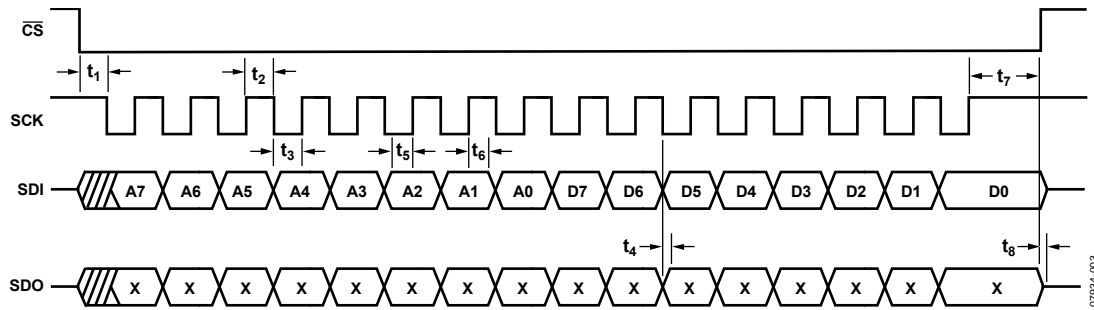 CS
t1
t2
t7
SCK
t3
t5
t6
SDI
A7 A6 A5 A4 A3 A2 A1 A0 D7 D6 D5 D4 D3 D2 D1 D0
t4
t8
SDO
X X X X X X X X X X X X X X X X
07934-003